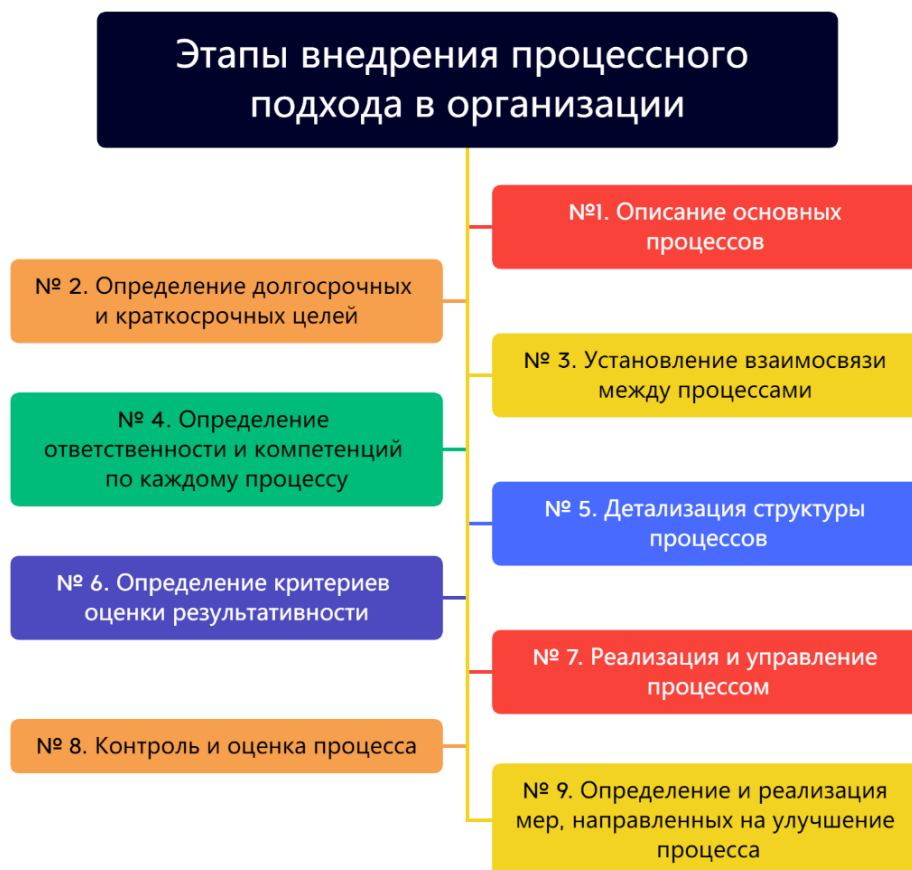 Этапы внедрения процессного
подхода в организации
№1. Описание основных
процессов
№ 2. Определение долгосрочных
и краткосрочных целей
№ 3. Установление взаимосвязи
между процессами
№ 4. Определение
ответственности и компетенций
по каждому процессу
№ 5. Детализация структуры
процессов
№ 6. Определение критериев
оценки результативности
№ 7. Реализация и управление
процессом
№ 8. Контроль и оценка процесса
№ 9. Определение и реализация
мер, направленных на улучшение
процесса